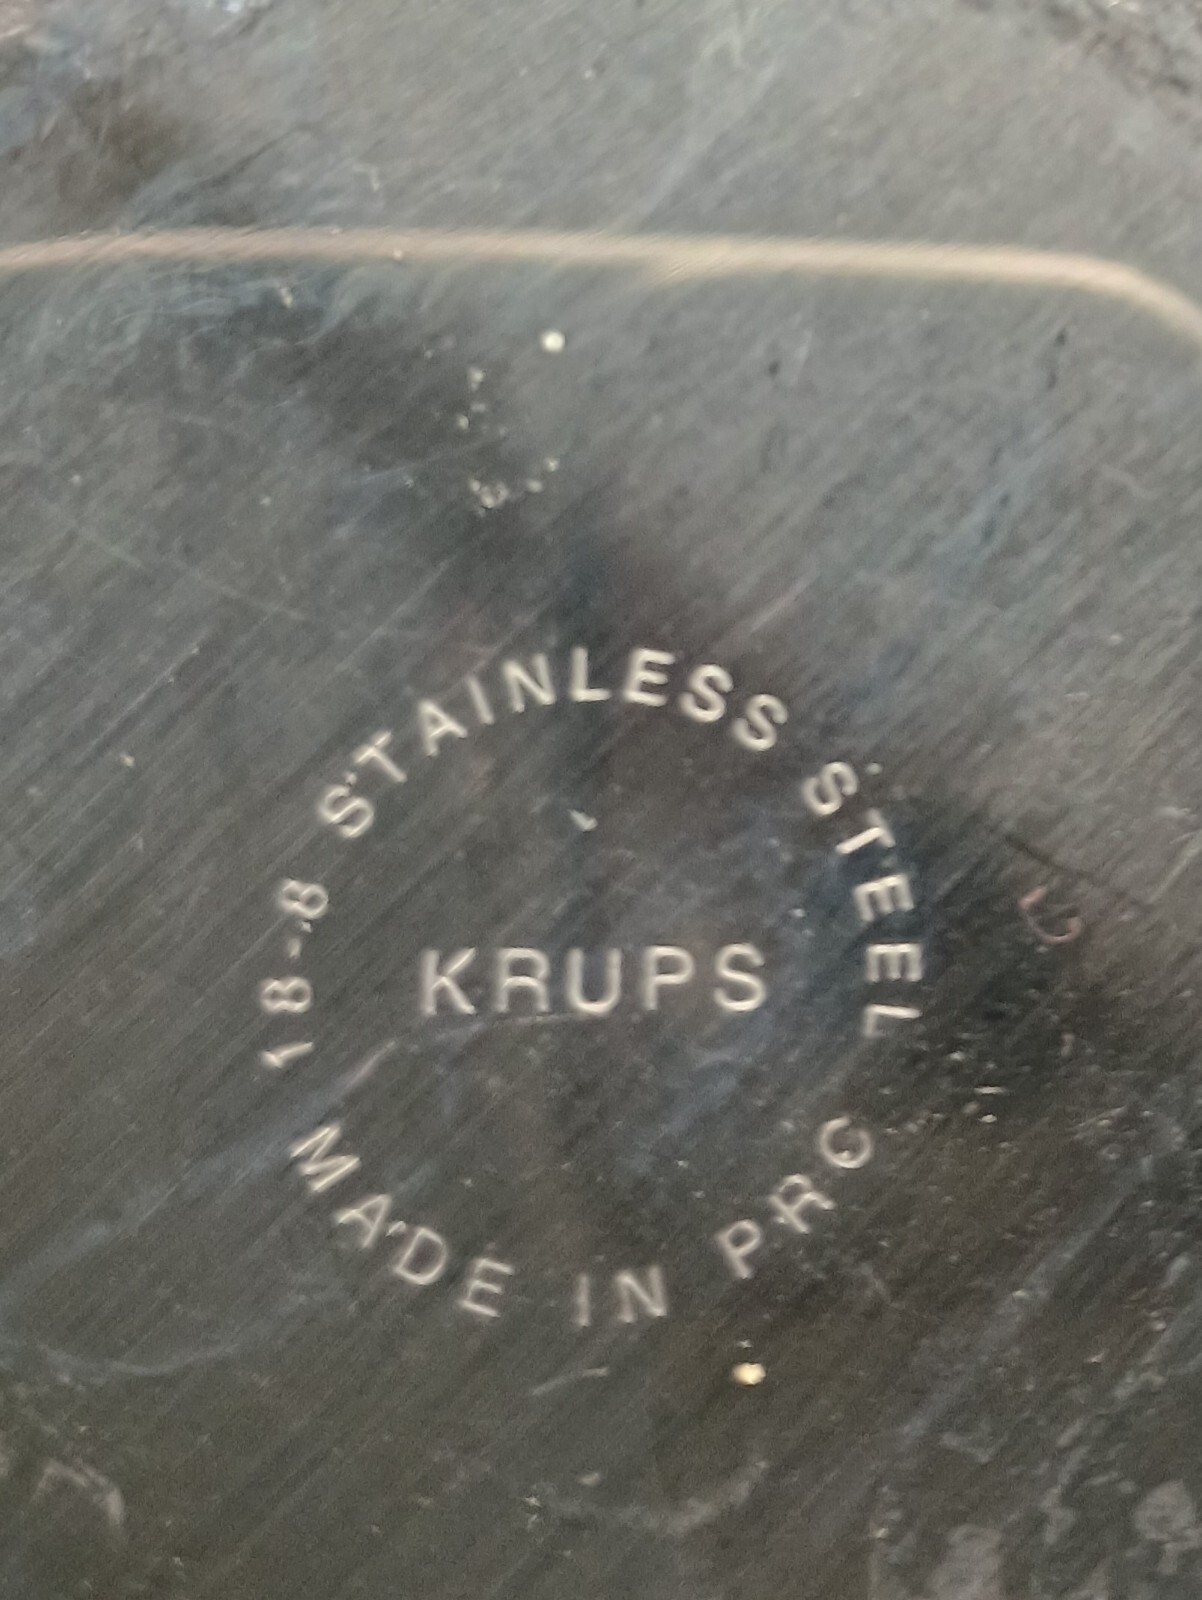 18-8 STAINLESS STEEL
KRUPS
MADE IN PRC